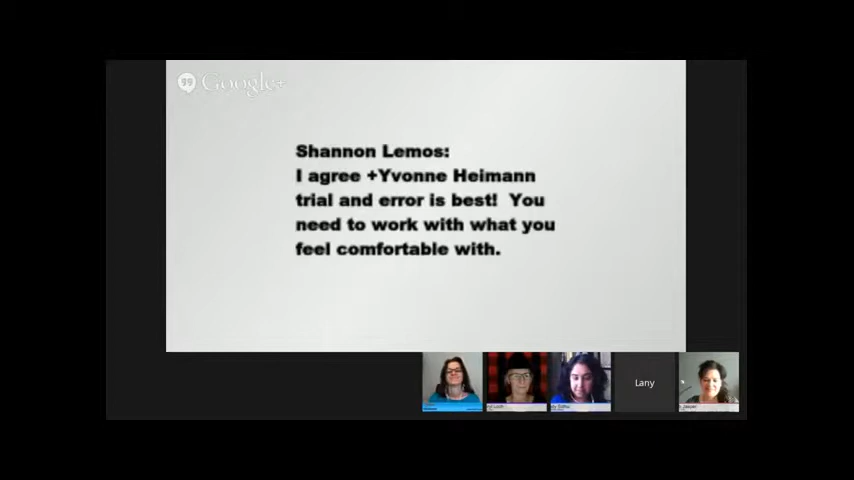 Google+
Shannon Lemos:
I agree +Yvonne Heimann
trial and error is best!  You
need to work with what you
feel comfortable with.
Lany